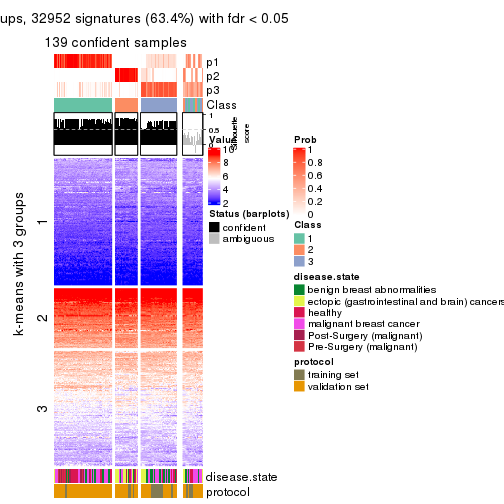 ups, 32952 signatures (63.4%) with fdr < 0.05
139 confident samples
p1
p2
p3
Class
1
0.5
0
Silhouette
score
k-means with 3 groups
1
2
3
disease.state
protocol
Value
10
8
6
4
2
Status (barplots)
confident
ambiguous
Prob
1
0.8
0.6
0.4
0.2
0
Class
1
2
3
disease.state
benign breast abnormalities
ectopic (gastrointestinal and brain) cancers
healthy
malignant breast cancer
Post-Surgery (malignant)
Pre-Surgery (malignant)
protocol
training set
validation set